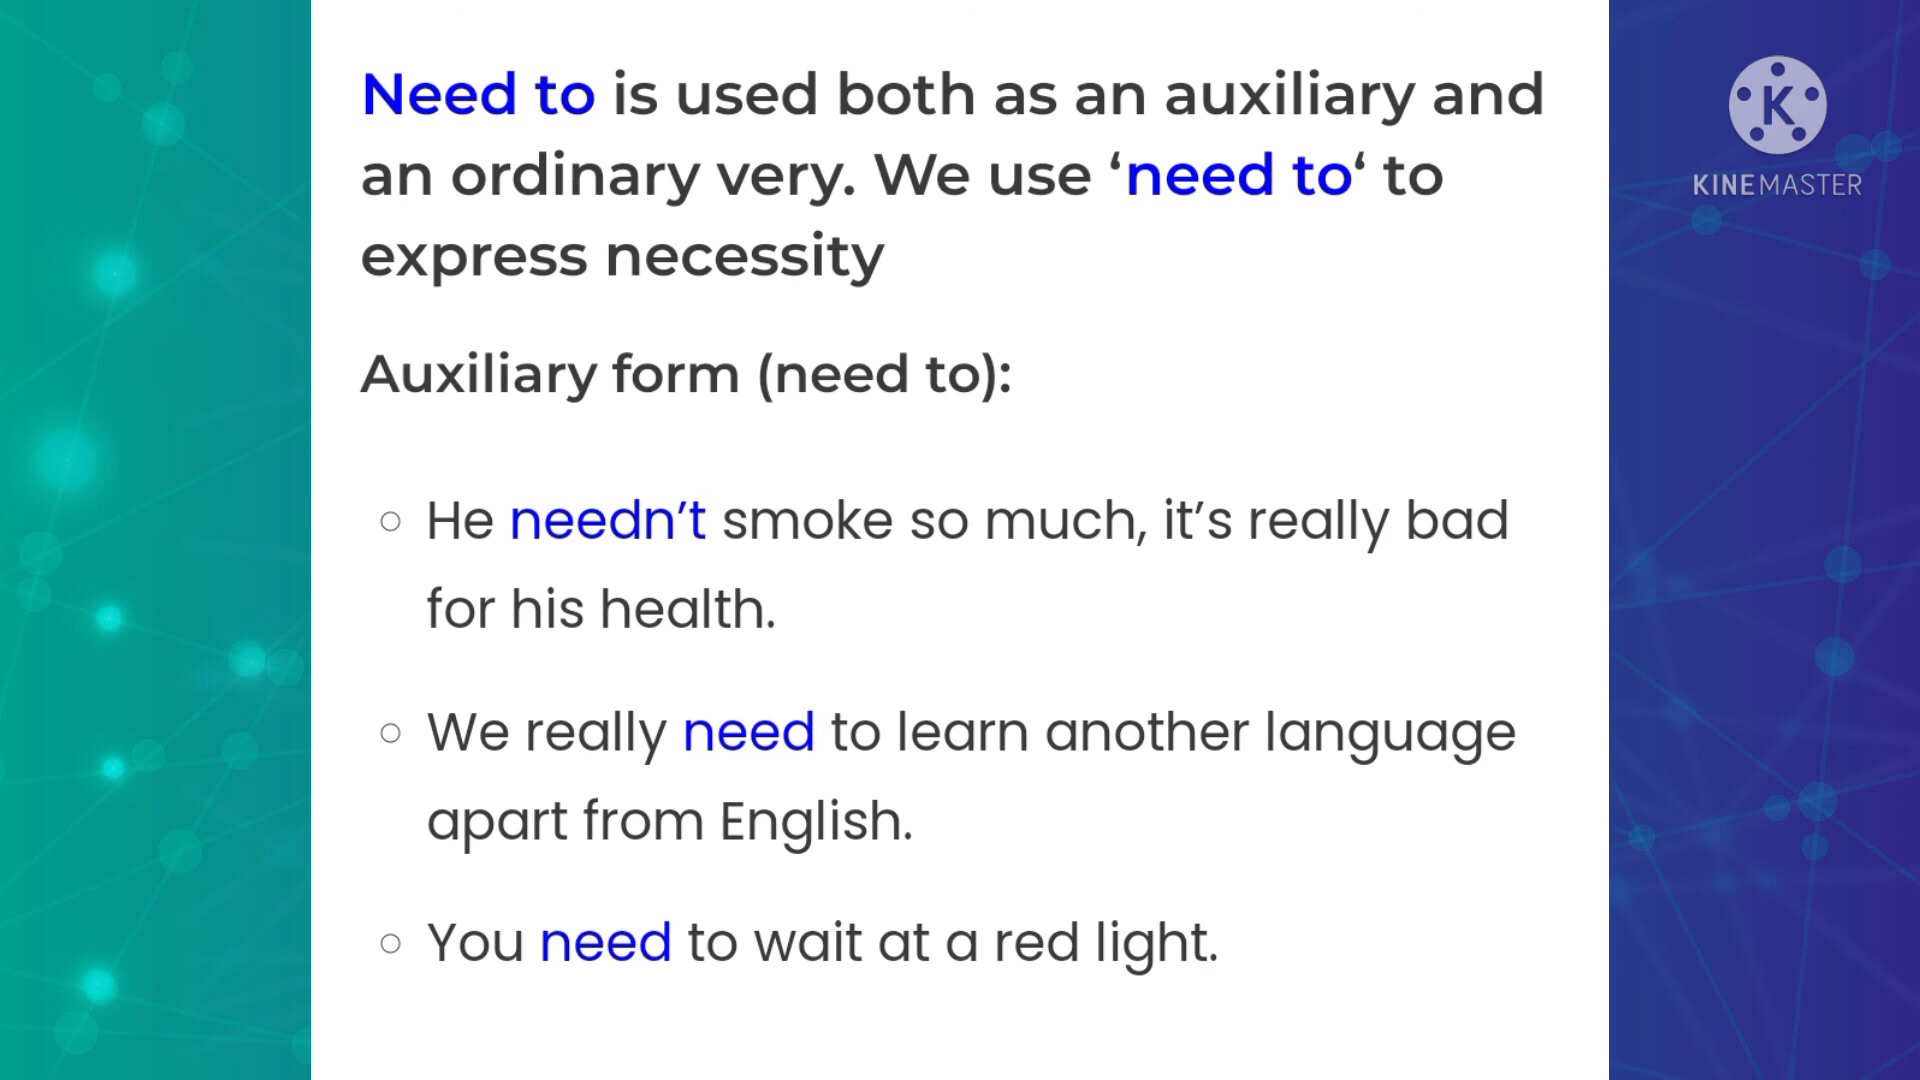 Need to is used both as an auxiliary and
an ordinary very. We use ‘need to‘ to
express necessity
Auxiliary form (need to):
He needn’t smoke so much, it’s really bad
for his health.
We really need to learn another language
apart from English.
You need to wait at a red light.
K
KINEMASTER